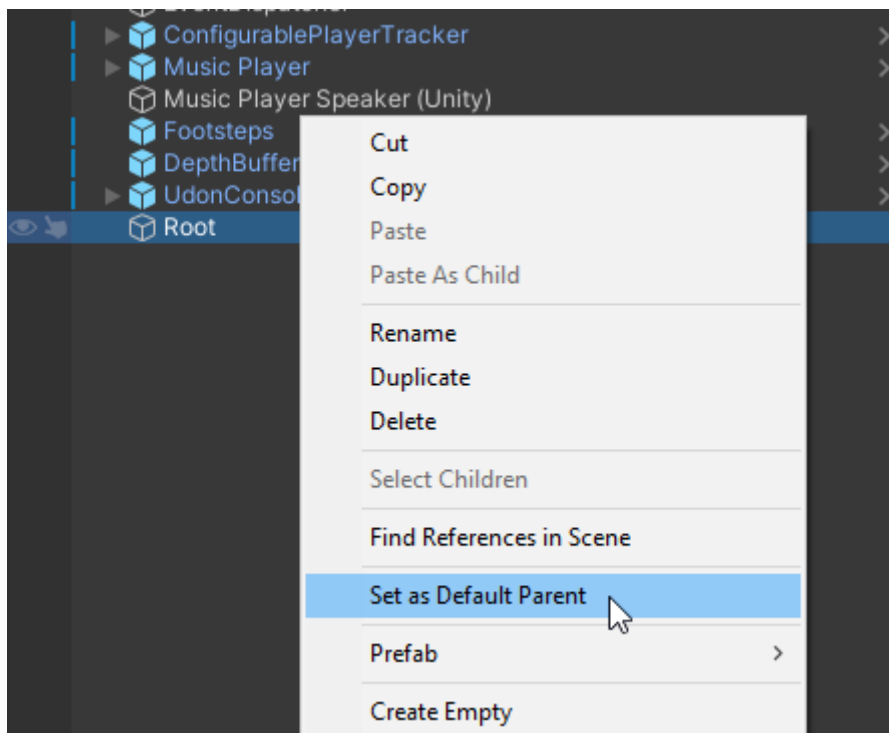 ConfigurablePlayerTracker
Music Player
Music Player Speaker (Unity)
Footsteps
DepthBuffer
UdonConsol
Root
Cut
Copy
Paste
Paste As Child
Rename
Duplicate
Delete
Select Children
Find References in Scene
Set as Default Parent
Prefab
Create Empty